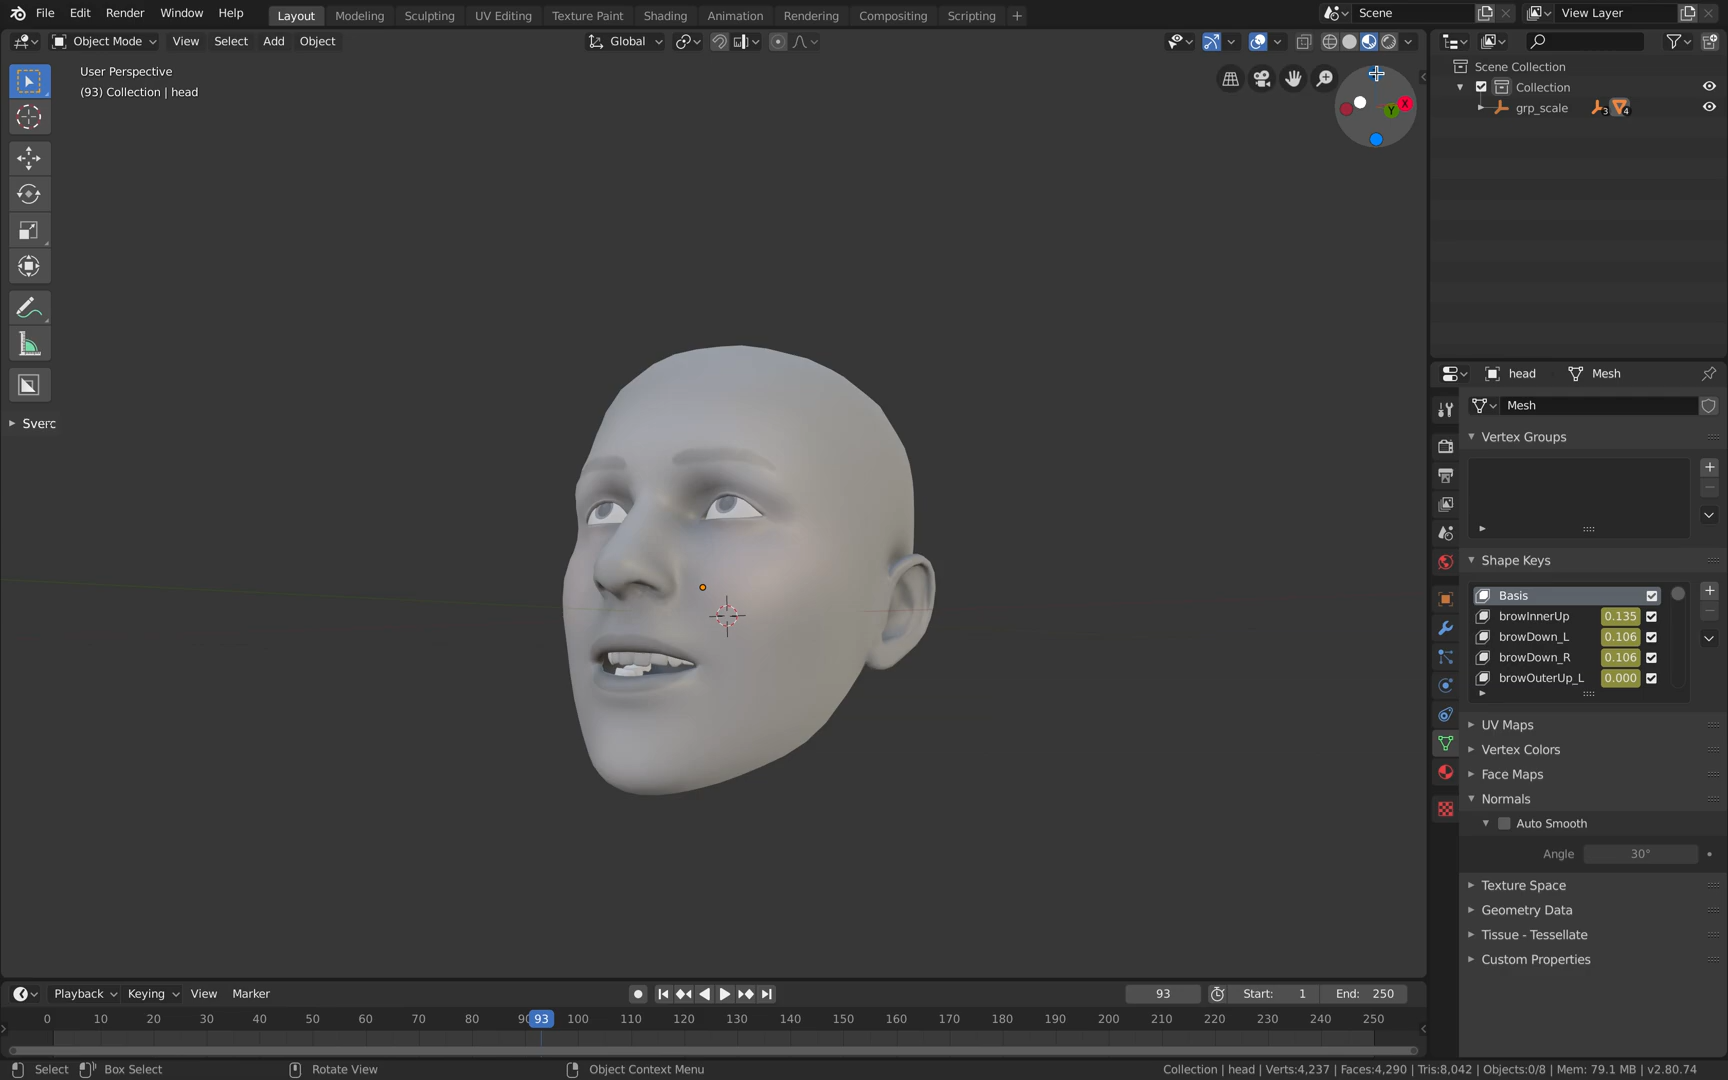 File Edit Render Window Help Layout Modeling Sculpting UV Editing Texture Paint Shading Animation Rendering Compositing Scripting + Scene View Layer
Object Mode View Select Add Object Global
User Perspective
(93) Collection | head
X
Y
Scene Collection
Collection
grp_scale 3 4
Sverc
head Mesh
Mesh
Vertex Groups
Shape Keys
Basis
browInnerUp 0.135
browDown_L 0.106
browDown_R 0.106
browOuterUp_L 0.000
UV Maps
Vertex Colors
Face Maps
Normals
Auto Smooth
Angle 30°
Texture Space
Geometry Data
Tissue - Tessellate
Custom Properties
Playback Keying View Marker 93 Start: 1 End: 250
0 10 20 30 40 50 60 70 80 90 93 100 110 120 130 140 150 160 170 180 190 200 210 220 230 240 250
Select Box Select Rotate View Object Context Menu Collection | head | Verts:4,237 | Faces:4,290 | Tris:8,042 | Objects:0/8 | Mem: 79.1 MB | v2.80.74